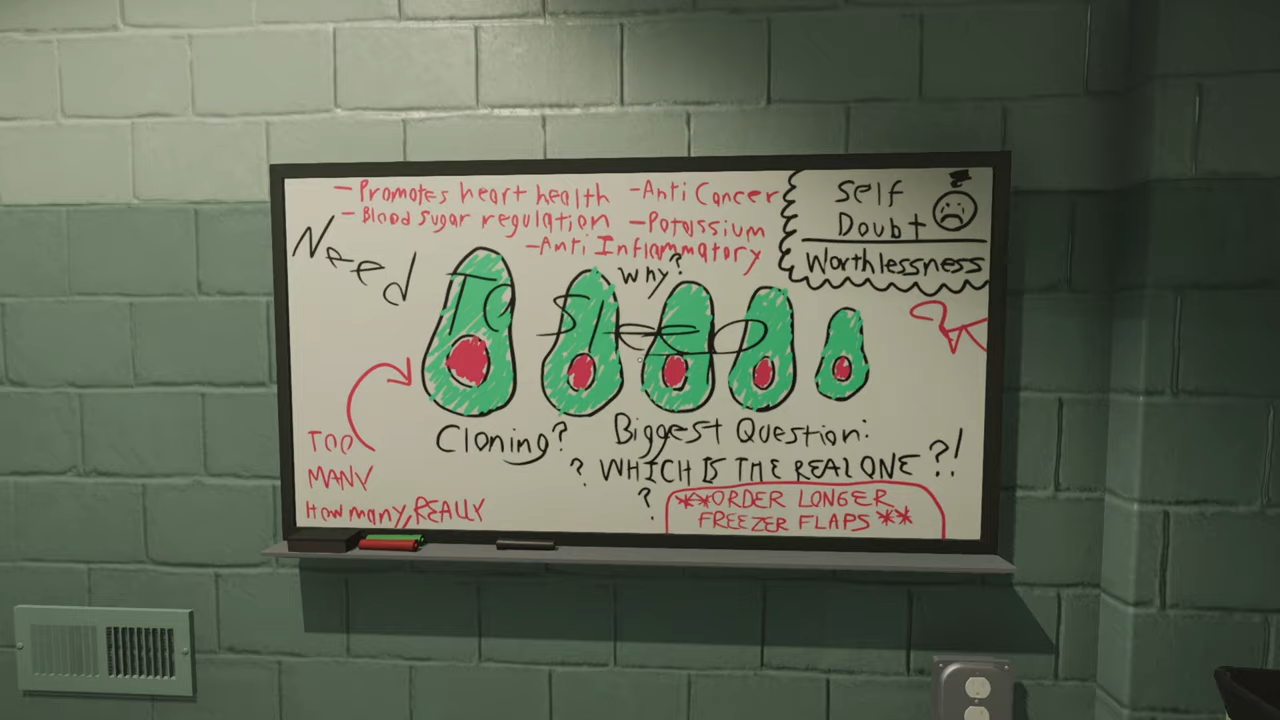 - Promotes heart health
- Anti Cancer
- Blood sugar regulation
- Potassium
- Anti Inflammatory
Self
Doubt
Worthlessness
Need
To Sleep
Why?
TOO
MANY
How many, REALLY
Cloning?
Biggest Question:
? WHICH IS THE REAL ONE ?!
?
**ORDER LONGER
FREEZER FLAPS**